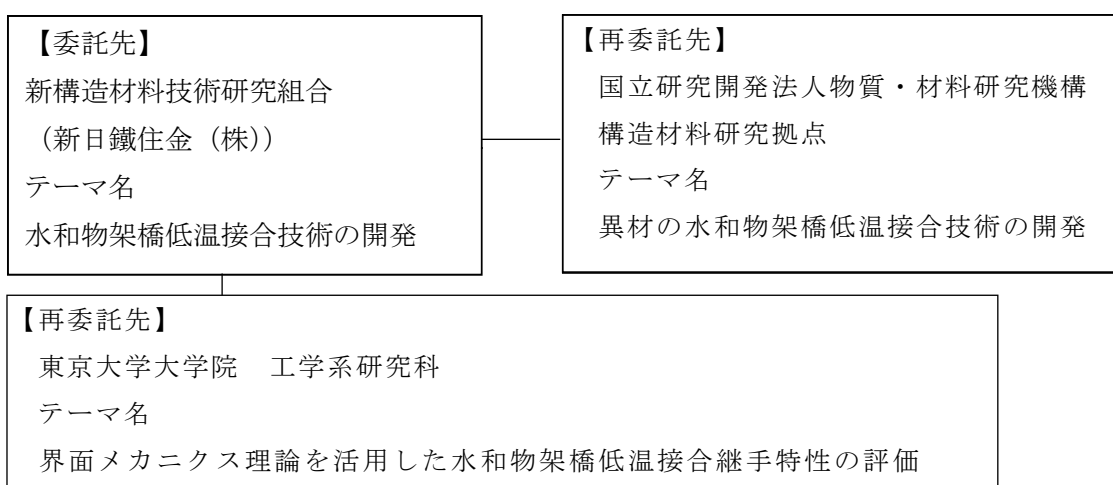 【委託先】
新構造材料技術研究組合
（新日鐵住金（株））
テーマ名
水和物架橋低温接合技術の開発
【再委託先】
国立研究開発法人物質・材料研究機構
構造材料研究拠点
テーマ名
異材の水和物架橋低温接合技術の開発
【再委託先】
東京大学大学院　工学系研究科
テーマ名
界面メカニクス理論を活用した水和物架橋低温接合継手特性の評価